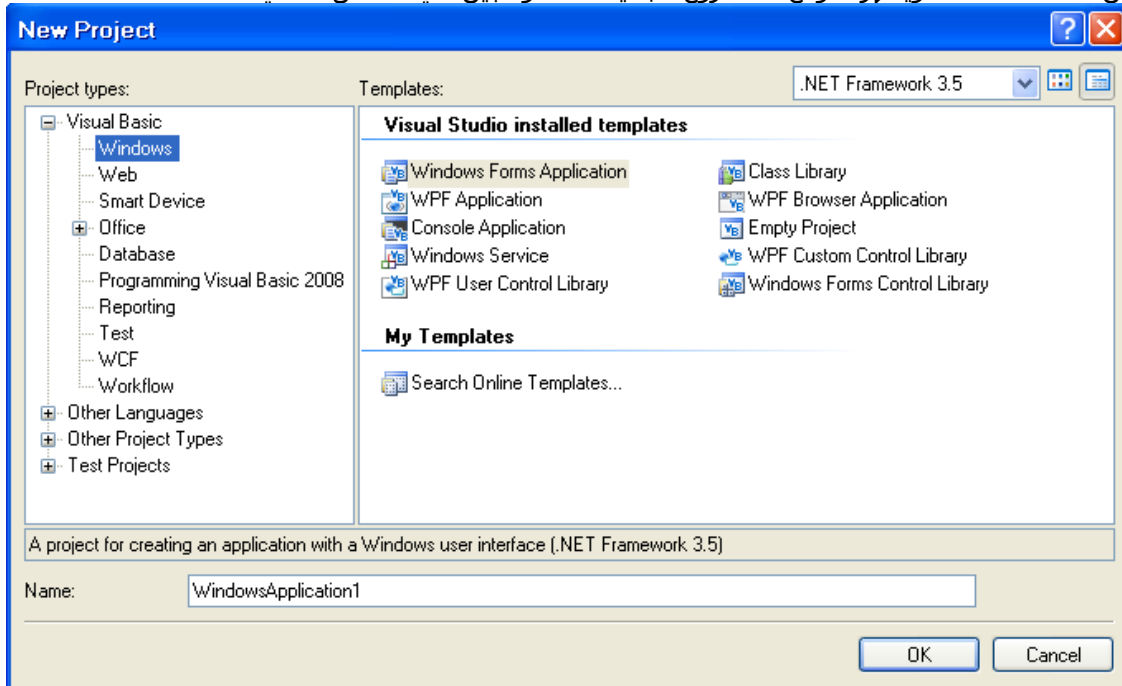 New Project
Project types:
Templates:
.NET Framework 3.5
Visual Basic
Windows
Web
Smart Device
Office
Database
Programming Visual Basic 2008
Reporting
Test
WCF
Workflow
Other Languages
Other Project Types
Test Projects
Visual Studio installed templates
Windows Forms Application
Class Library
WPF Application
WPF Browser Application
Console Application
Empty Project
Windows Service
WPF Custom Control Library
WPF User Control Library
Windows Forms Control Library
My Templates
Search Online Templates...
A project for creating an application with a Windows user interface (.NET Framework 3.5)
Name:
WindowsApplication1
OK
Cancel